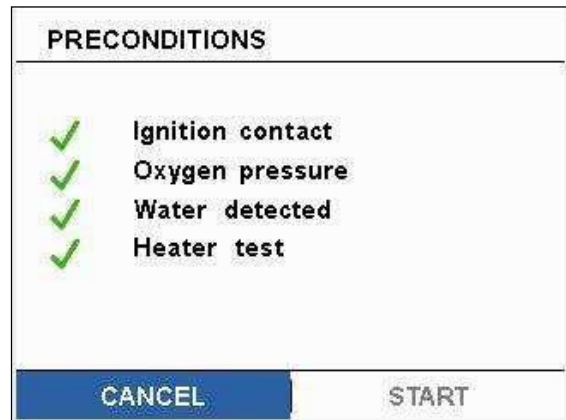 PRECONDITIONS
Ignition contact
Oxygen pressure
Water detected
Heater test
CANCEL START